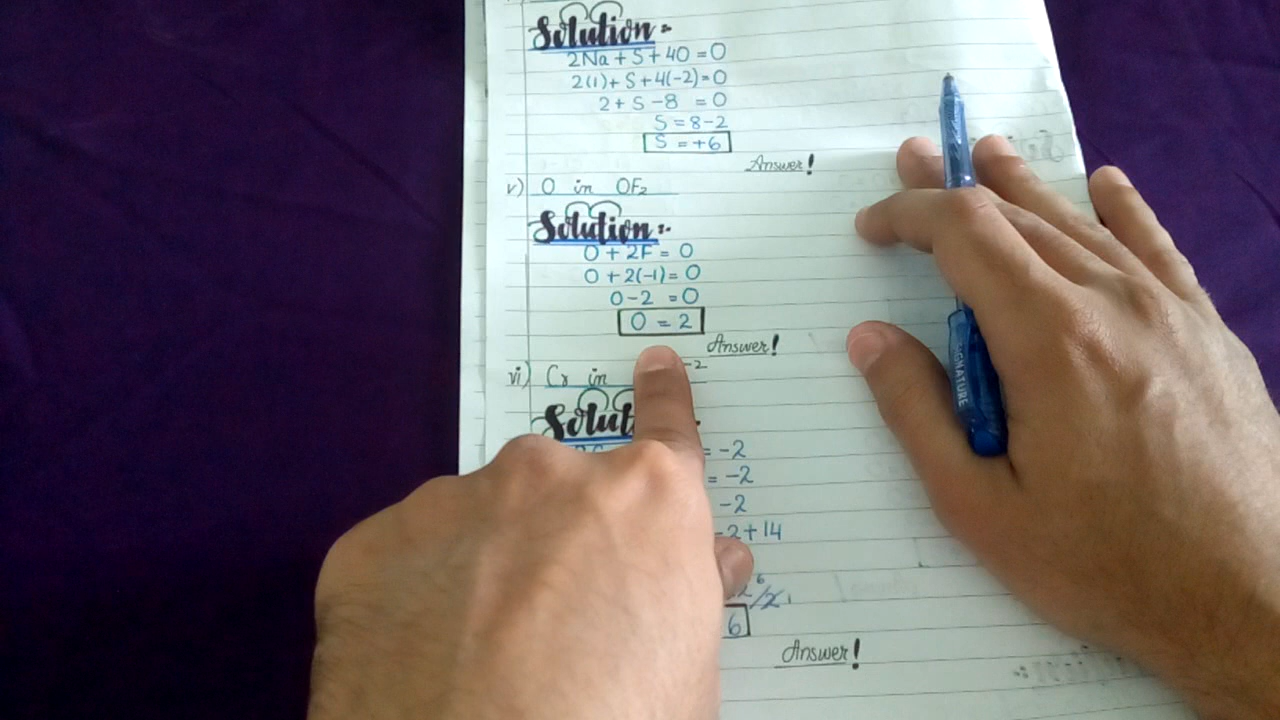 Solution:-
2Na + S + 4O = 0
2(1) + S + 4(-2) = 0
2 + S - 8 = 0
S = 8 - 2
S = +6
Answer!
v) O in OF₂
Solution:-
O + 2F = 0
O + 2(-1) = 0
O - 2 = 0
O = 2
Answer!
vi) Cr in -2
= -2
= -2
-2
-2 + 14
6
Answer!
SIGNATURE